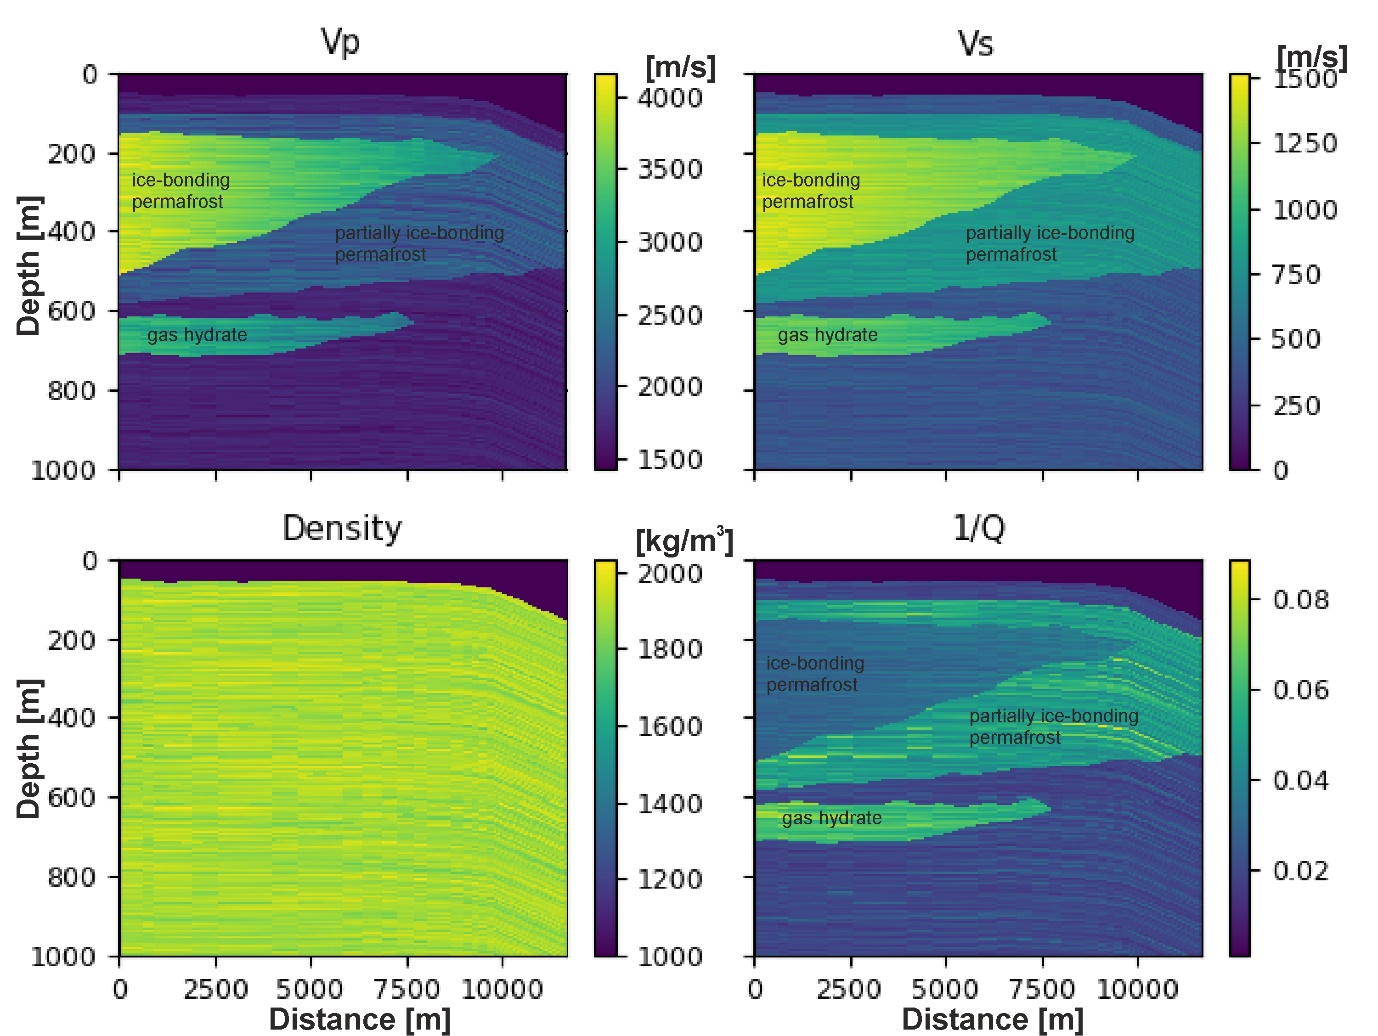 Vp
[m/s]
Vs
[m/s]
0
200
400
600
800
1000
Depth [m]
ice-bonding
permafrost
partially ice-bonding
permafrost
gas hydrate
4000
3500
3000
2500
2000
1500
ice-bonding
permafrost
partially ice-bonding
permafrost
gas hydrate
1500
1250
1000
750
500
250
0
Density
[kg/m³]
1/Q
0
200
400
600
800
1000
Depth [m]
0
2500
5000
7500
10000
Distance [m]
2000
1800
1600
1400
1200
1000
ice-bonding
permafrost
partially ice-bonding
permafrost
gas hydrate
0
2500
5000
7500
10000
Distance [m]
0.08
0.06
0.04
0.02